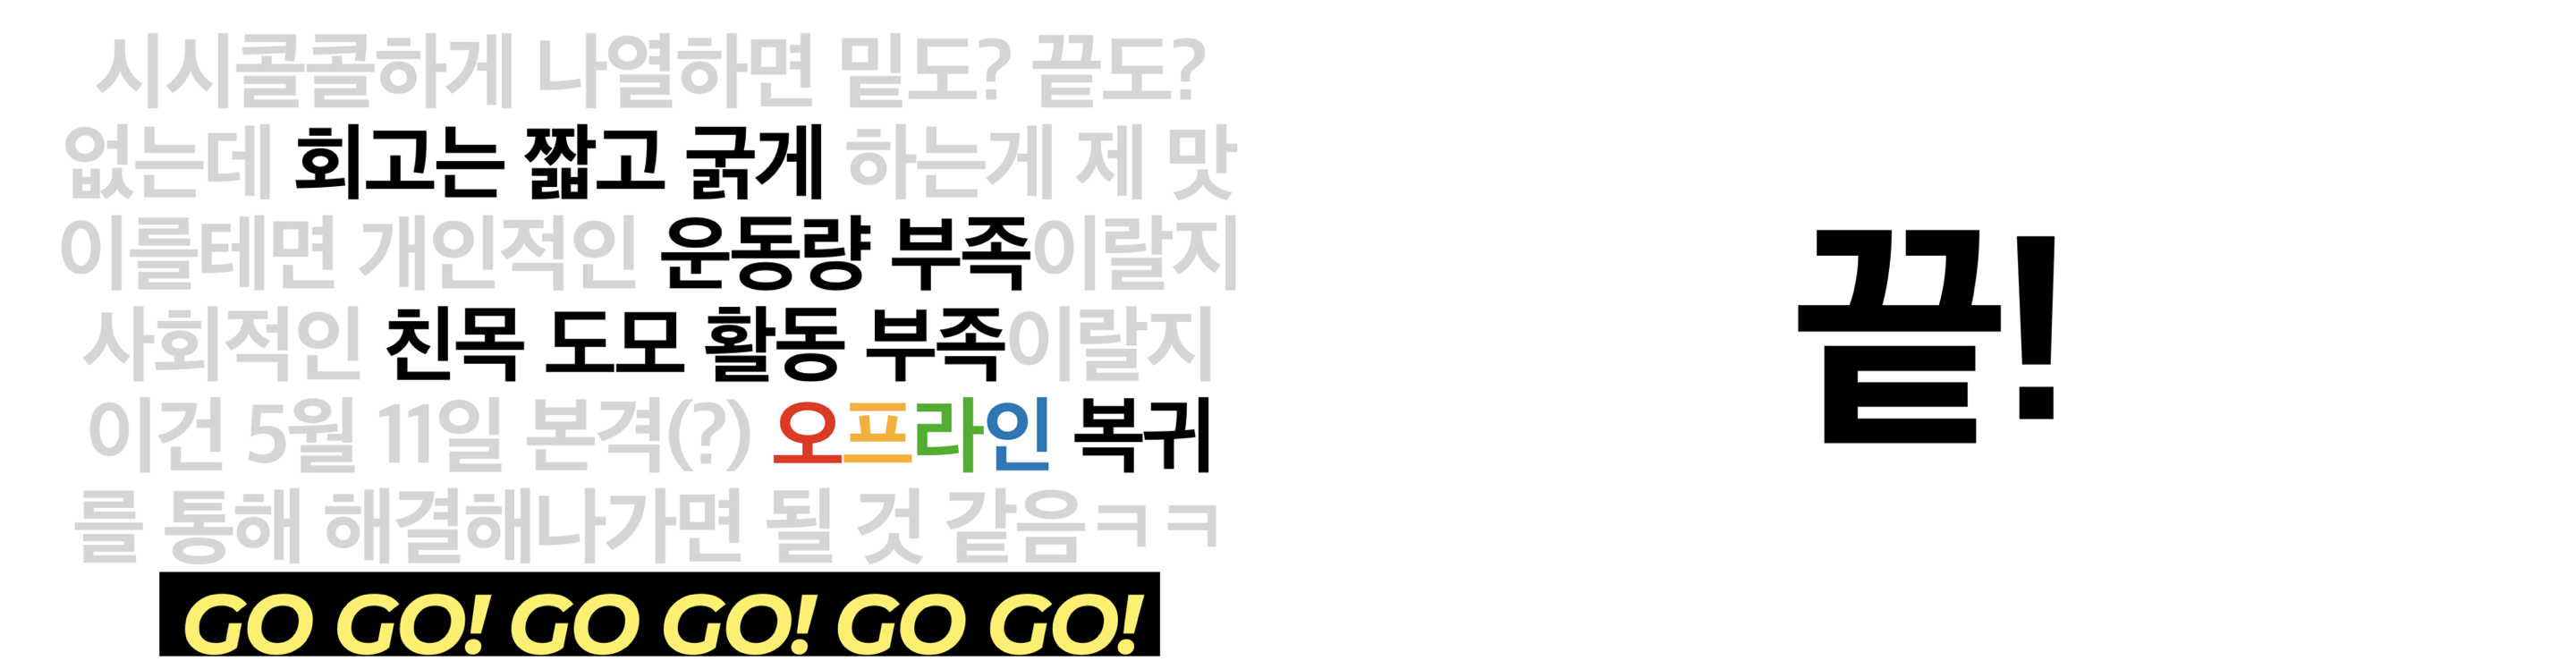 시시콜콜하게 나열하면 밑도? 끝도?
없는데 회고는 짧고 굵게 하는게 제 맛
이를테면 개인적인 운동량 부족이랄지
사회적인 친목 도모 활동 부족이랄지
이건 5월 11일 본격(?) 오프라인 복귀
를 통해 해결해나가면 될 것 같음ㅋㅋ
GO GO! GO GO! GO GO!
끝!